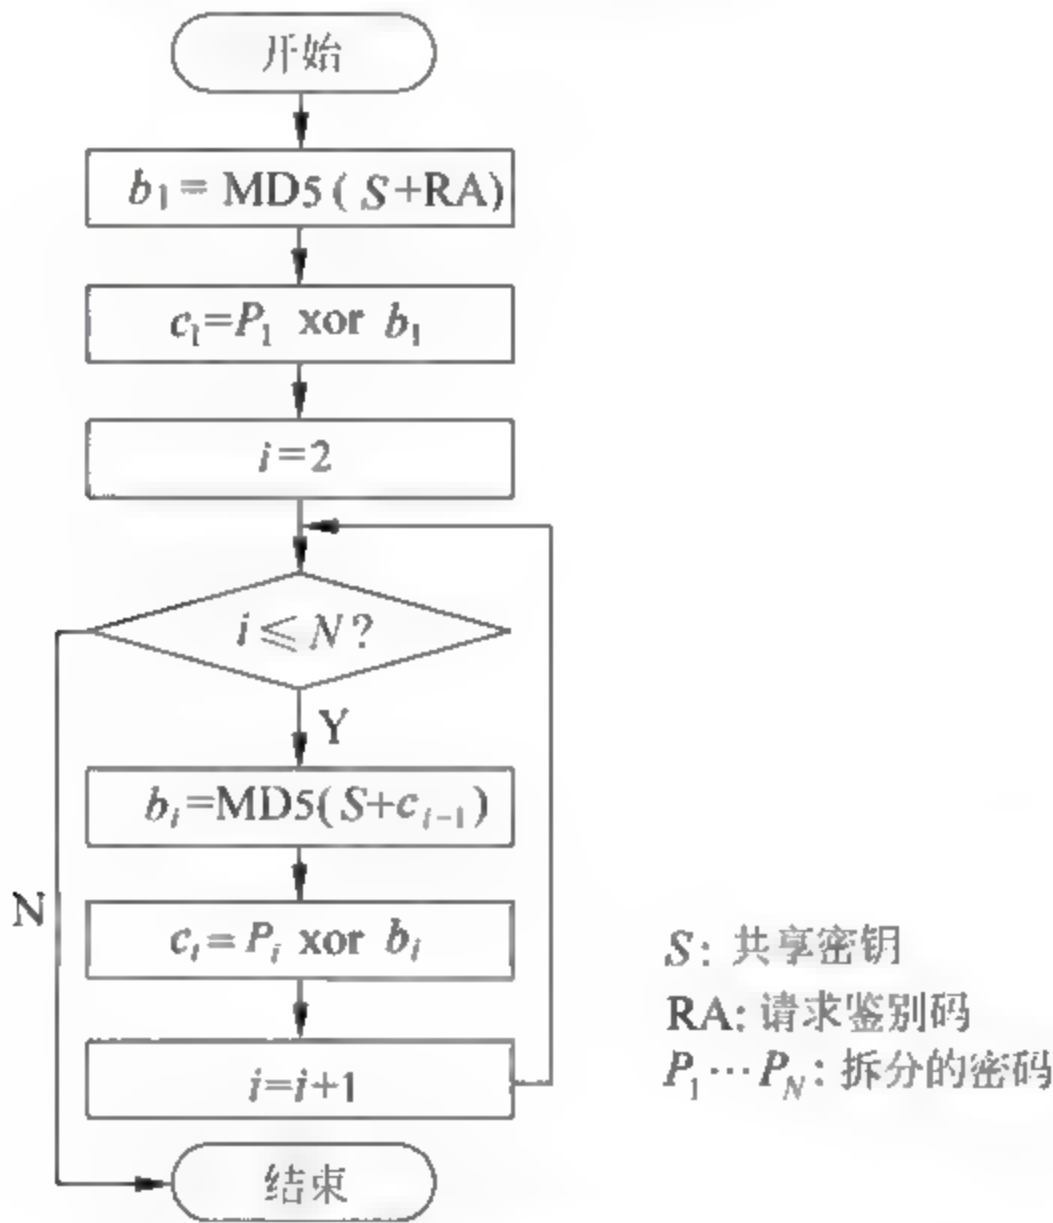 开始
b₁=MD5(S+RA)
c₁=P₁ xor b₁
i=2
i≤N?
Y
bᵢ=MD5(S+cᵢ₋₁)
N
cᵢ=Pᵢ xor bᵢ
i=i+1
结束
S: 共享密钥
RA: 请求鉴别码
P₁⋯P_N: 拆分的密码